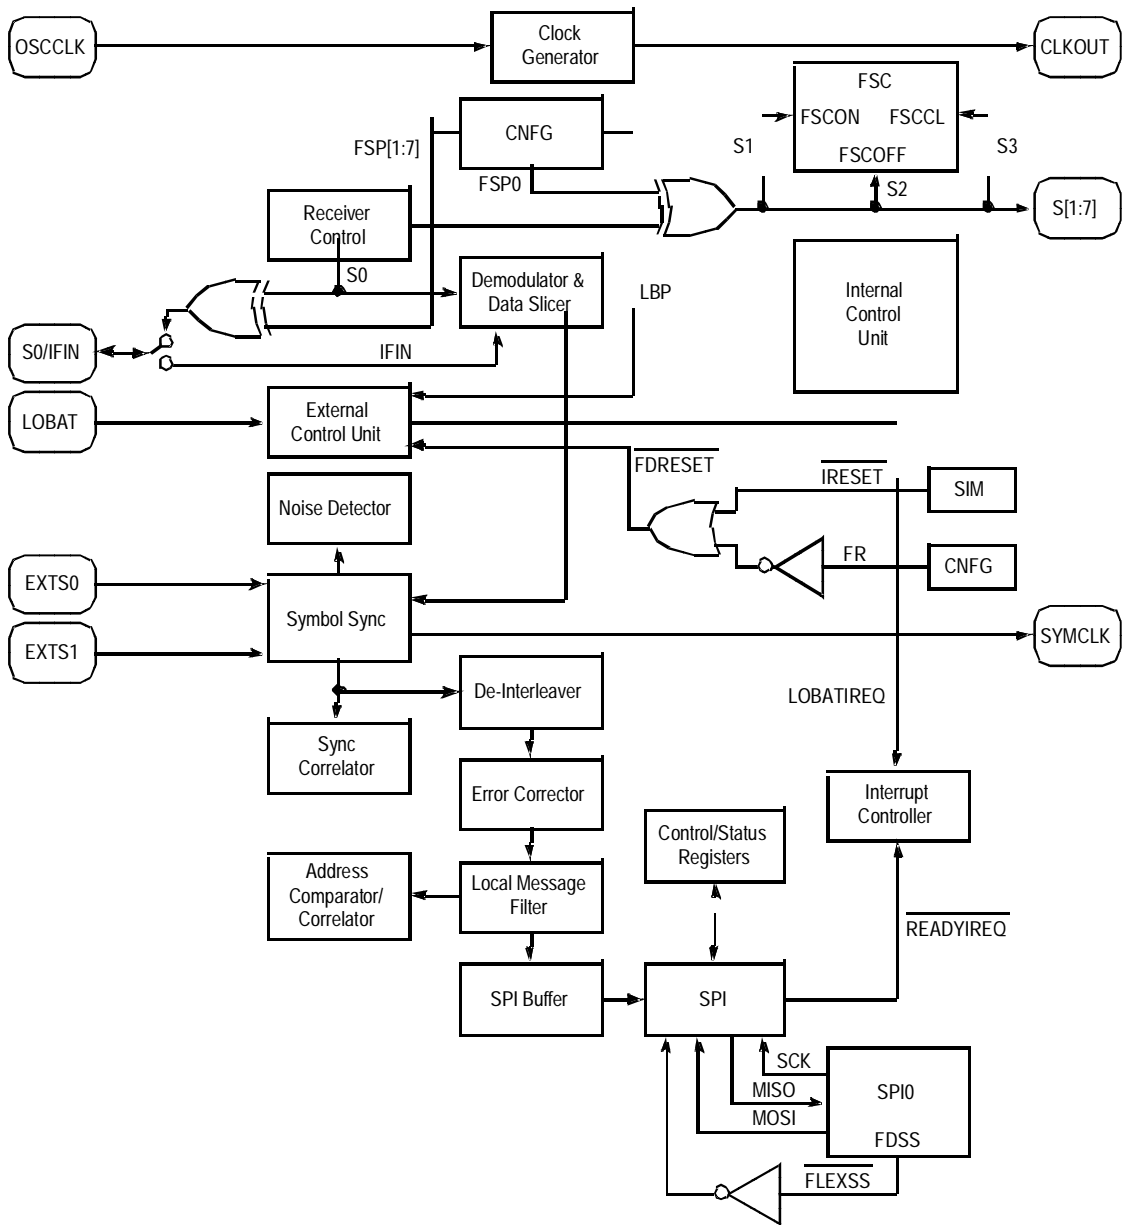 OSCCLK
Clock
Generator
CLKOUT
FSC
FSCON
FSCCL
FSCOFF
CNFG
FSP[1:7]
FSP0
S1
S3
S2
S[1:7]
Receiver
Control
S0
Demodulator &
Data Slicer
LBP
Internal
Control
Unit
S0/IFIN
IFIN
LOBAT
External
Control Unit
FDRESET
IRESET
SIM
Noise Detector
FR
CNFG
EXTS0
Symbol Sync
EXTS1
SYMCLK
De-Interleaver
LOBATIREQ
Sync
Correlator
Error Corrector
Interrupt
Controller
Control/Status
Registers
Address
Comparator/
Correlator
Local Message
Filter
READYIREQ
SPI Buffer
SPI
SCK
MISO
MOSI
SPI0
FDSS
FLEXSS